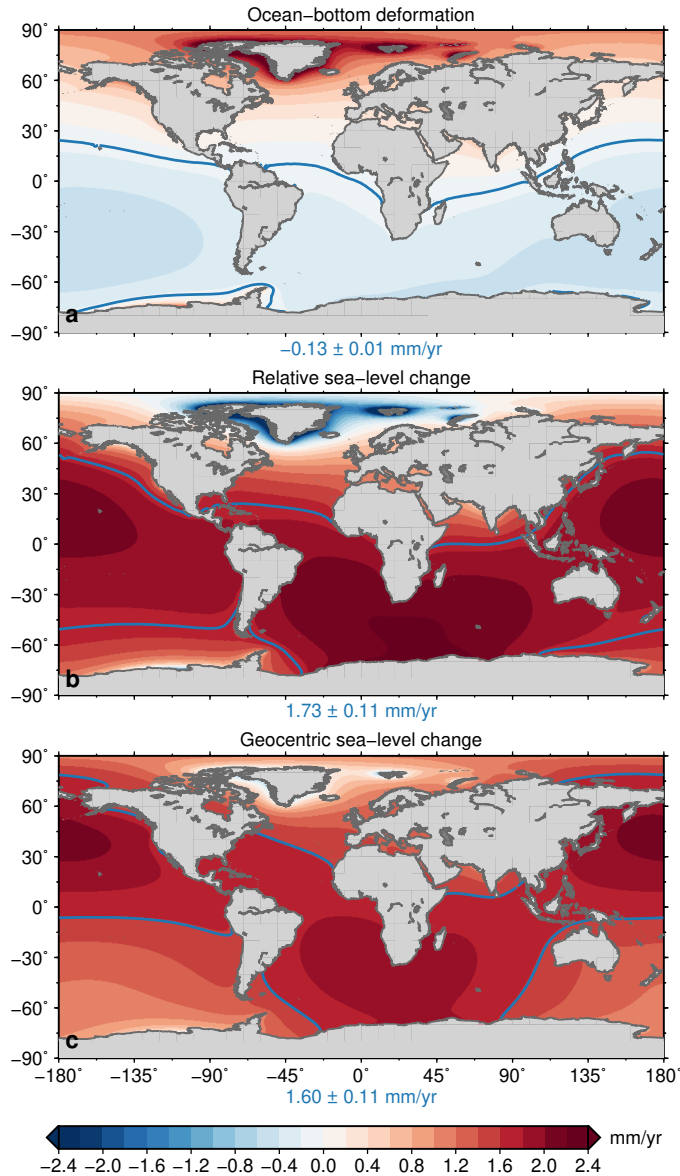 Ocean−bottom deformation
90˚
60˚
30˚
0˚
−30˚
−60˚
−90˚
a
−0.13 ± 0.01 mm/yr
Relative sea−level change
90˚
60˚
30˚
0˚
−30˚
−60˚
−90˚
b
1.73 ± 0.11 mm/yr
Geocentric sea−level change
90˚
60˚
30˚
0˚
−30˚
−60˚
−90˚
c
−180˚ −135˚ −90˚ −45˚ 0˚ 45˚ 90˚ 135˚ 180˚
1.60 ± 0.11 mm/yr
mm/yr
−2.4 −2.0 −1.6 −1.2 −0.8 −0.4 0.0 0.4 0.8 1.2 1.6 2.0 2.4